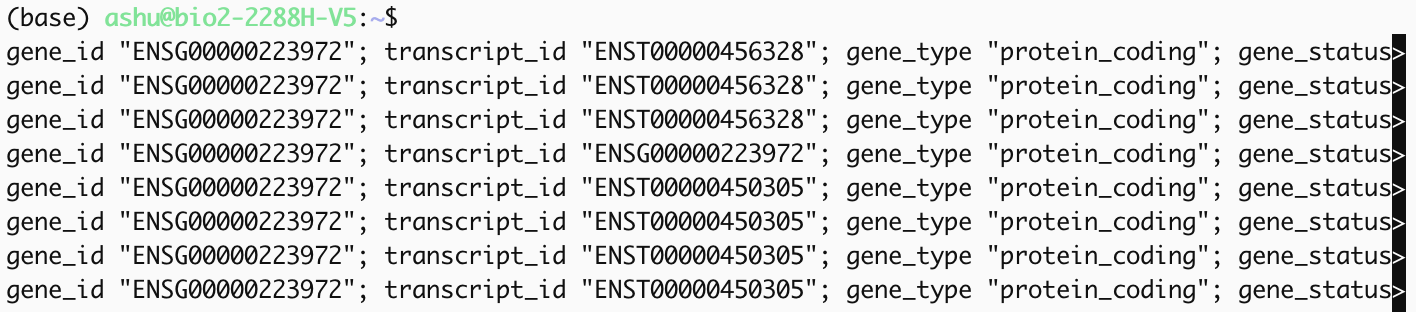 (base) ashu@bio2-2288H-V5:~$
gene_id "ENSG00000223972"; transcript_id "ENST00000456328"; gene_type "protein_coding"; gene_status>
gene_id "ENSG00000223972"; transcript_id "ENST00000456328"; gene_type "protein_coding"; gene_status>
gene_id "ENSG00000223972"; transcript_id "ENST00000456328"; gene_type "protein_coding"; gene_status>
gene_id "ENSG00000223972"; transcript_id "ENSG00000223972"; gene_type "protein_coding"; gene_status>
gene_id "ENSG00000223972"; transcript_id "ENST00000450305"; gene_type "protein_coding"; gene_status>
gene_id "ENSG00000223972"; transcript_id "ENST00000450305"; gene_type "protein_coding"; gene_status>
gene_id "ENSG00000223972"; transcript_id "ENST00000450305"; gene_type "protein_coding"; gene_status>
gene_id "ENSG00000223972"; transcript_id "ENST00000450305"; gene_type "protein_coding"; gene_status>